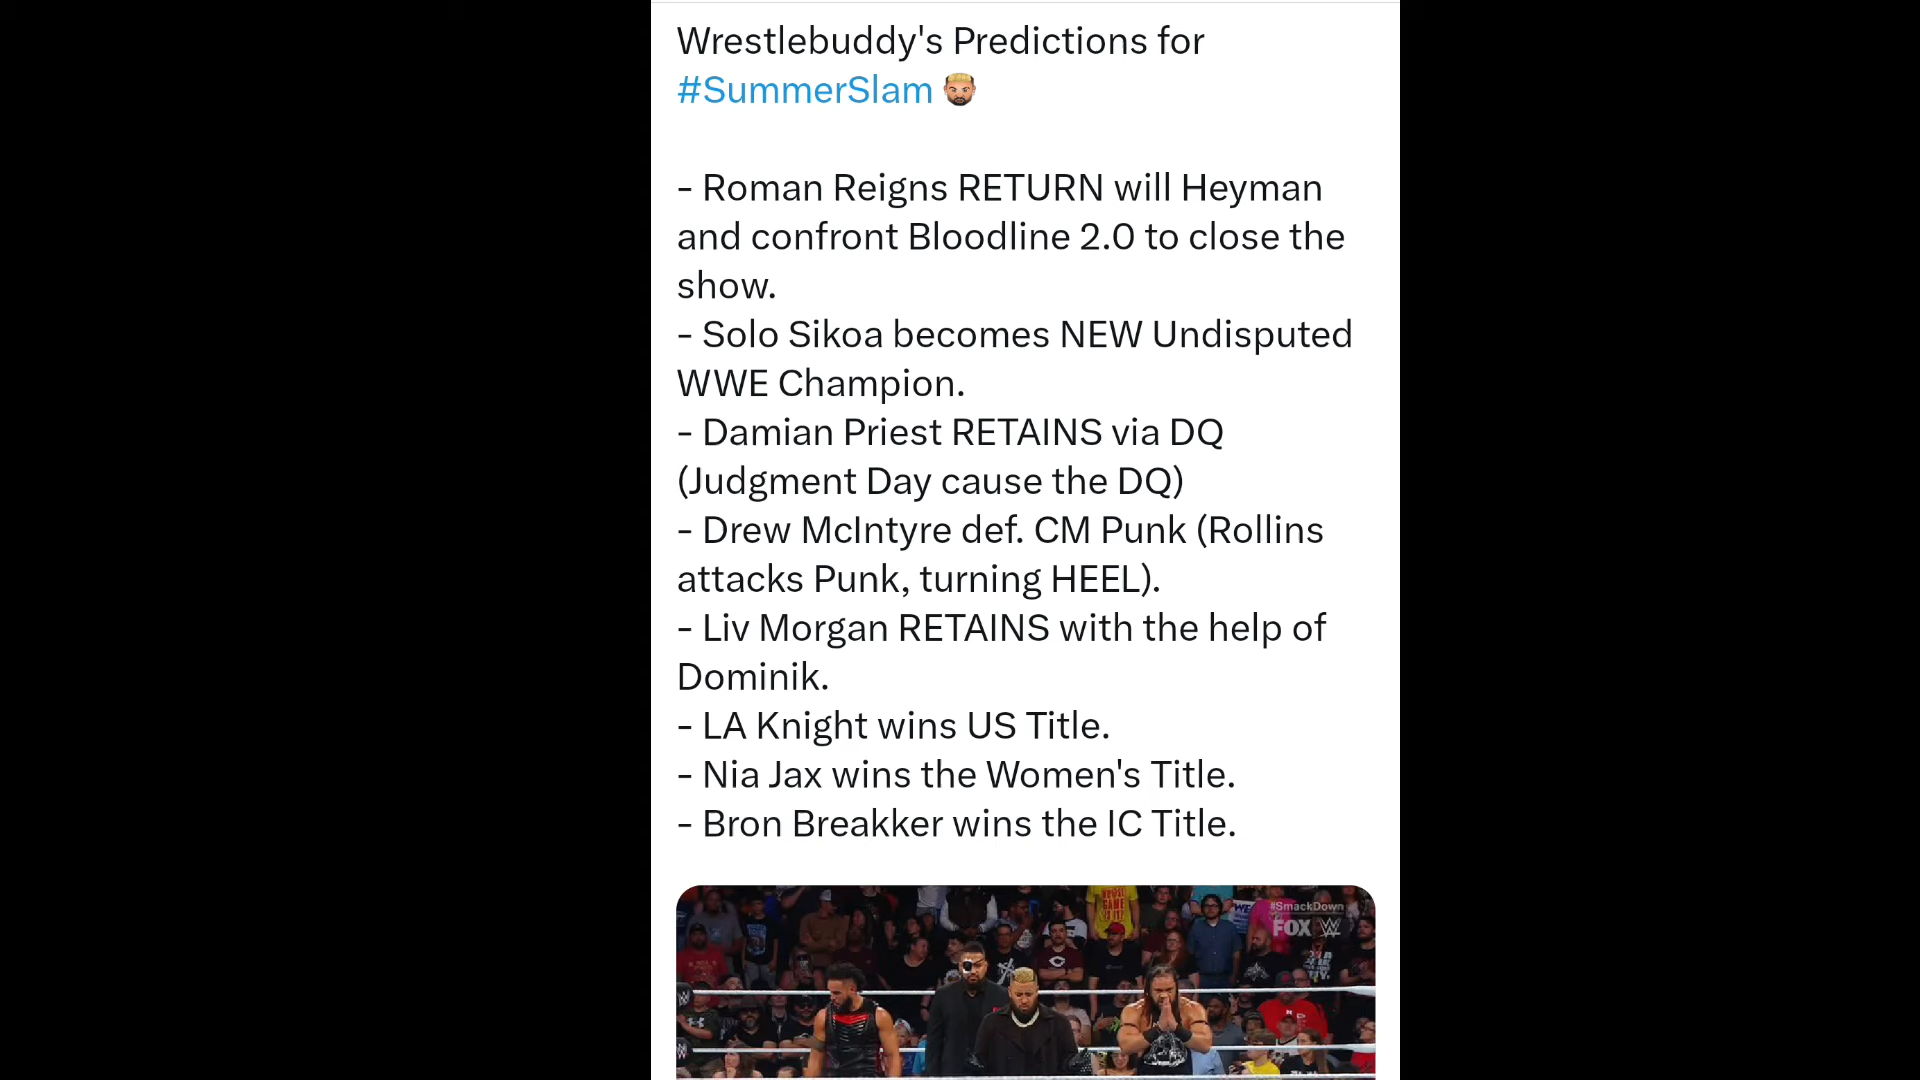 Wrestlebuddy's Predictions for
#SummerSlam
- Roman Reigns RETURN will Heyman
and confront Bloodline 2.0 to close the
show.
- Solo Sikoa becomes NEW Undisputed
WWE Champion.
- Damian Priest RETAINS via DQ
(Judgment Day cause the DQ)
- Drew McIntyre def. CM Punk (Rollins
attacks Punk, turning HEEL).
- Liv Morgan RETAINS with the help of
Dominik.
- LA Knight wins US Title.
- Nia Jax wins the Women's Title.
- Bron Breakker wins the IC Title.
#SmackDown
FOX